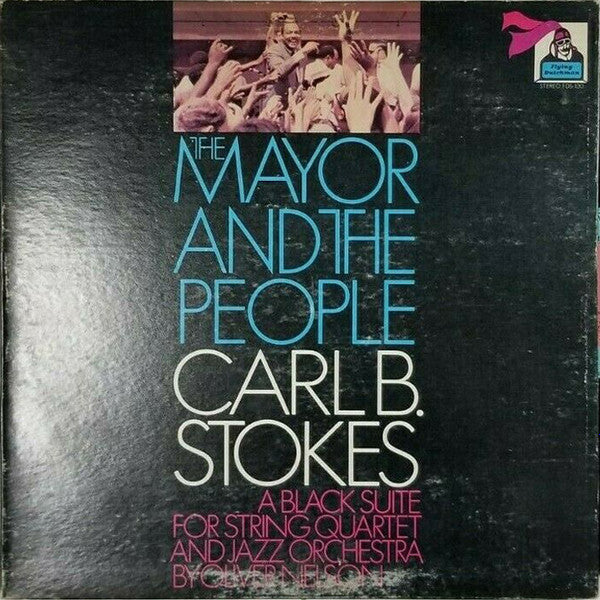 Flying
Dutchman
STEREO FDS-130
THE
MAYOR
AND THE
PEOPLE
CARL B.
STOKES
A BLACK SUITE
FOR STRING QUARTET
AND JAZZ ORCHESTRA
BY OLIVER NELSON